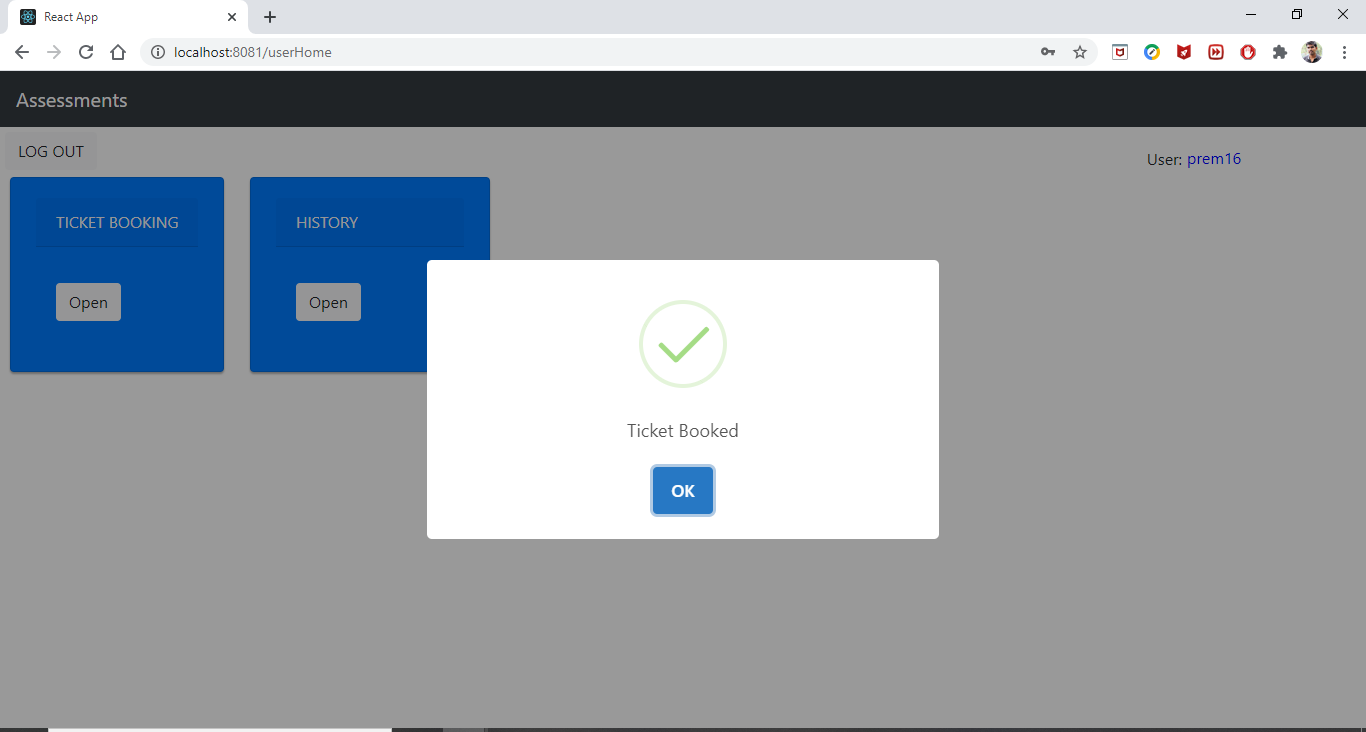 React App
localhost:8081/userHome
Assessments
LOG OUT
User: prem16
TICKET BOOKING
HISTORY
Open
Open
Ticket Booked
OK